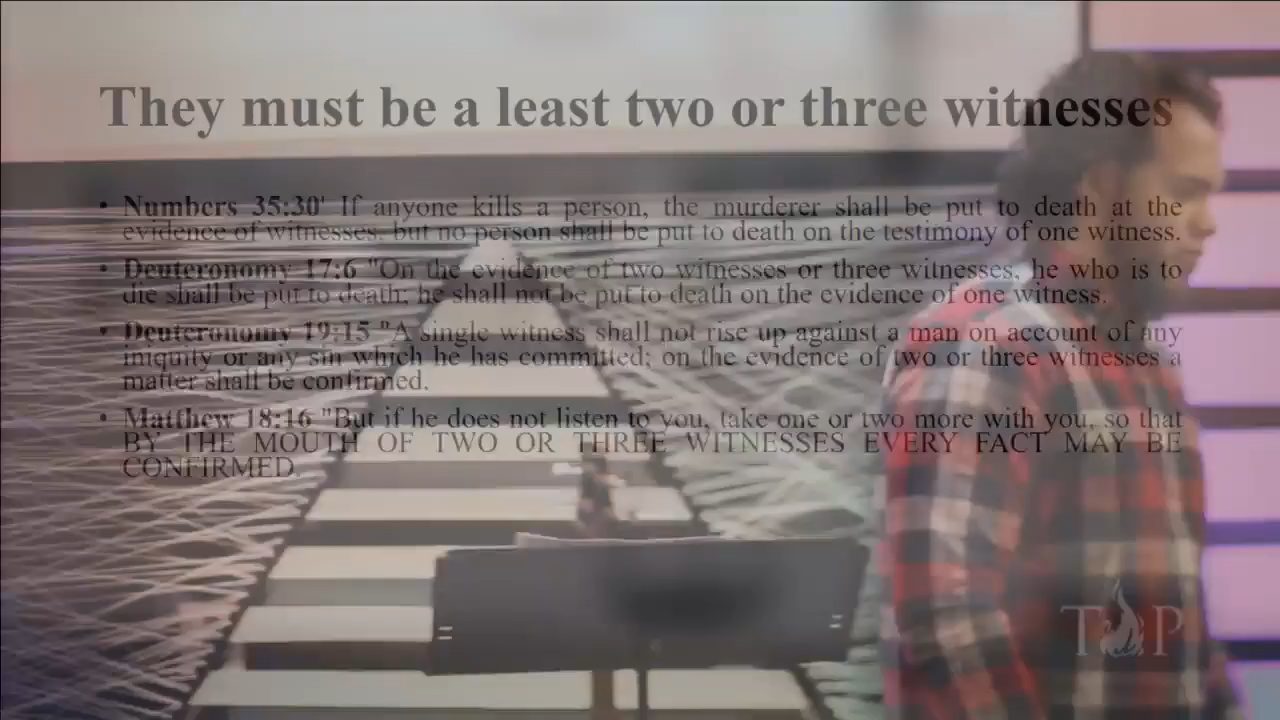 They must be a least two or three witnesses
• Numbers 35:30' If anyone kills a person, the murderer shall be put to death at the
evidence of witnesses, but no person shall be put to death on the testimony of one witness.
• Deuteronomy 17:6 "On the evidence of two witnesses or three witnesses, he who is to
die shall be put to death; he shall not be put to death on the evidence of one witness.
• Deuteronomy 19:15 "A single witness shall not rise up against a man on account of any
iniquity or any sin which he has committed; on the evidence of two or three witnesses a
matter shall be confirmed.
• Matthew 18:16 "But if he does not listen to you, take one or two more with you, so that
BY THE MOUTH OF TWO OR THREE WITNESSES EVERY FACT MAY BE
CONFIRMED.
T P